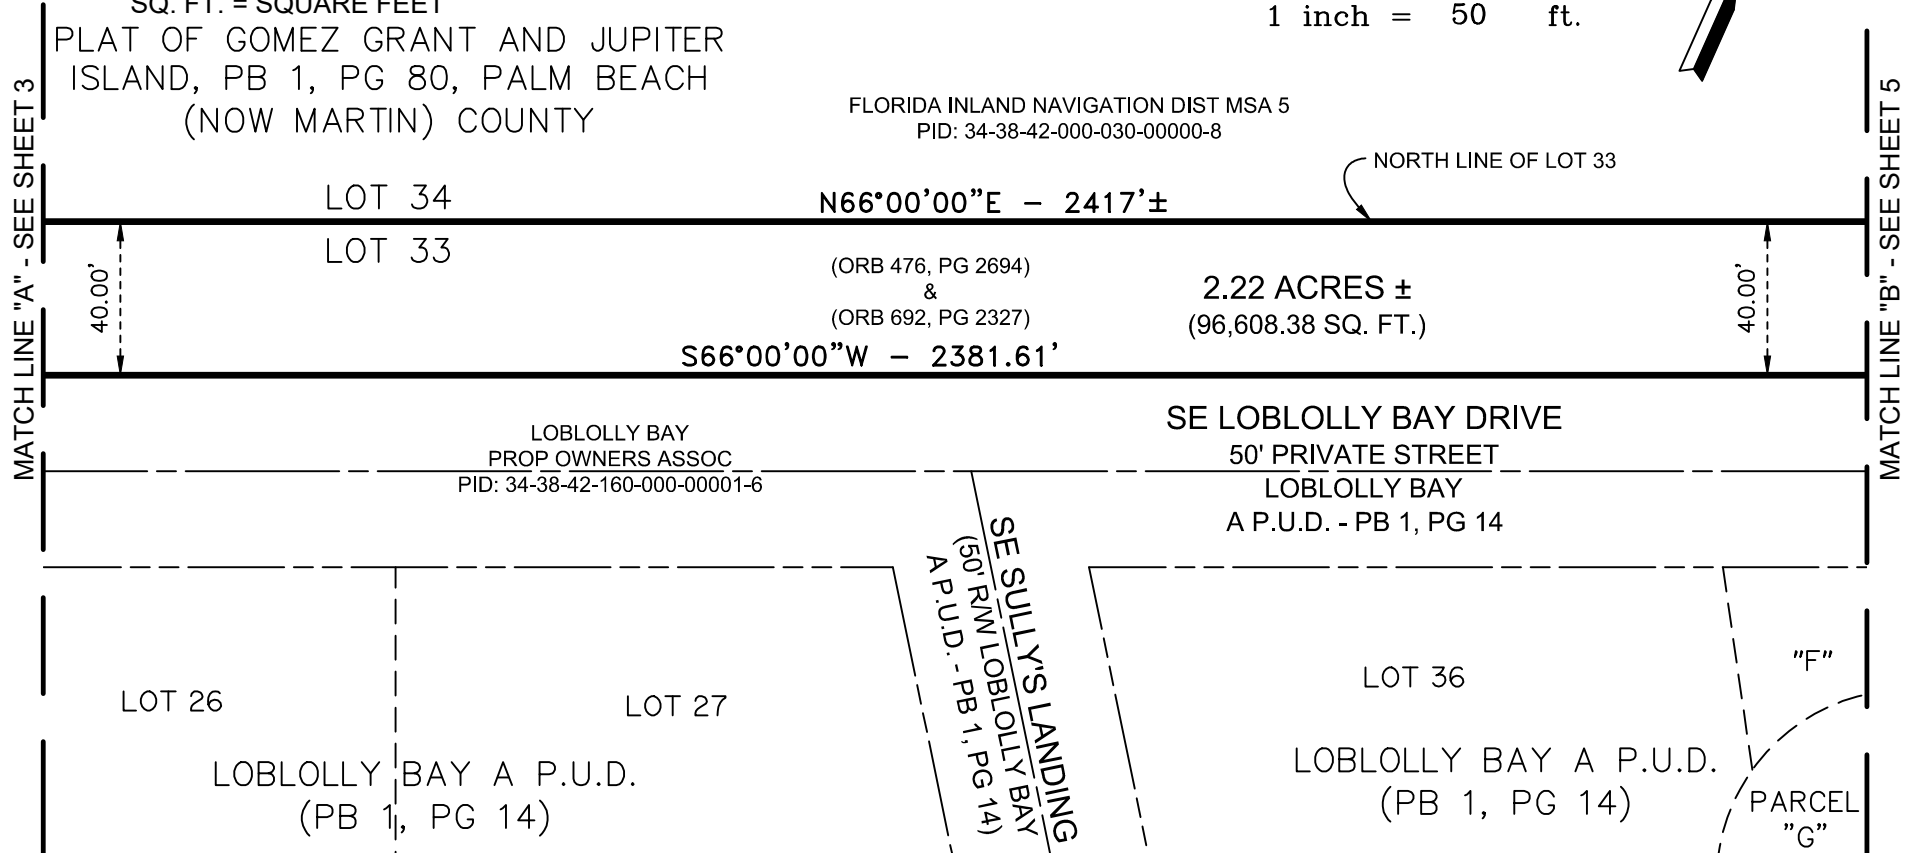 SQ. FT. = SQUARE FEET
1 inch = 50 ft.
PLAT OF GOMEZ GRANT AND JUPITER
ISLAND, PB 1, PG 80, PALM BEACH
(NOW MARTIN) COUNTY
FLORIDA INLAND NAVIGATION DIST MSA 5
PID: 34-38-42-000-030-00000-8
NORTH LINE OF LOT 33
MATCH LINE "A" - SEE SHEET 3
MATCH LINE "B" - SEE SHEET 5
LOT 34
N66°00'00"E - 2417'±
LOT 33
40.00'
(ORB 476, PG 2694)
&
(ORB 692, PG 2327)
2.22 ACRES ±
(96,608.38 SQ. FT.)
40.00'
S66°00'00"W - 2381.61'
LOBLOLLY BAY
PROP OWNERS ASSOC
PID: 34-38-42-160-000-00001-6
SE LOBLOLLY BAY DRIVE
50' PRIVATE STREET
LOBLOLLY BAY
A P.U.D. - PB 1, PG 14
SE SULLY'S LANDING
(50' R/W LOBLOLLY BAY
A P.U.D. - PB 1, PG 14)
LOT 26
LOT 27
LOBLOLLY BAY A P.U.D.
(PB 1, PG 14)
LOT 36
"F"
LOBLOLLY BAY A P.U.D.
(PB 1, PG 14)
PARCEL
"G"